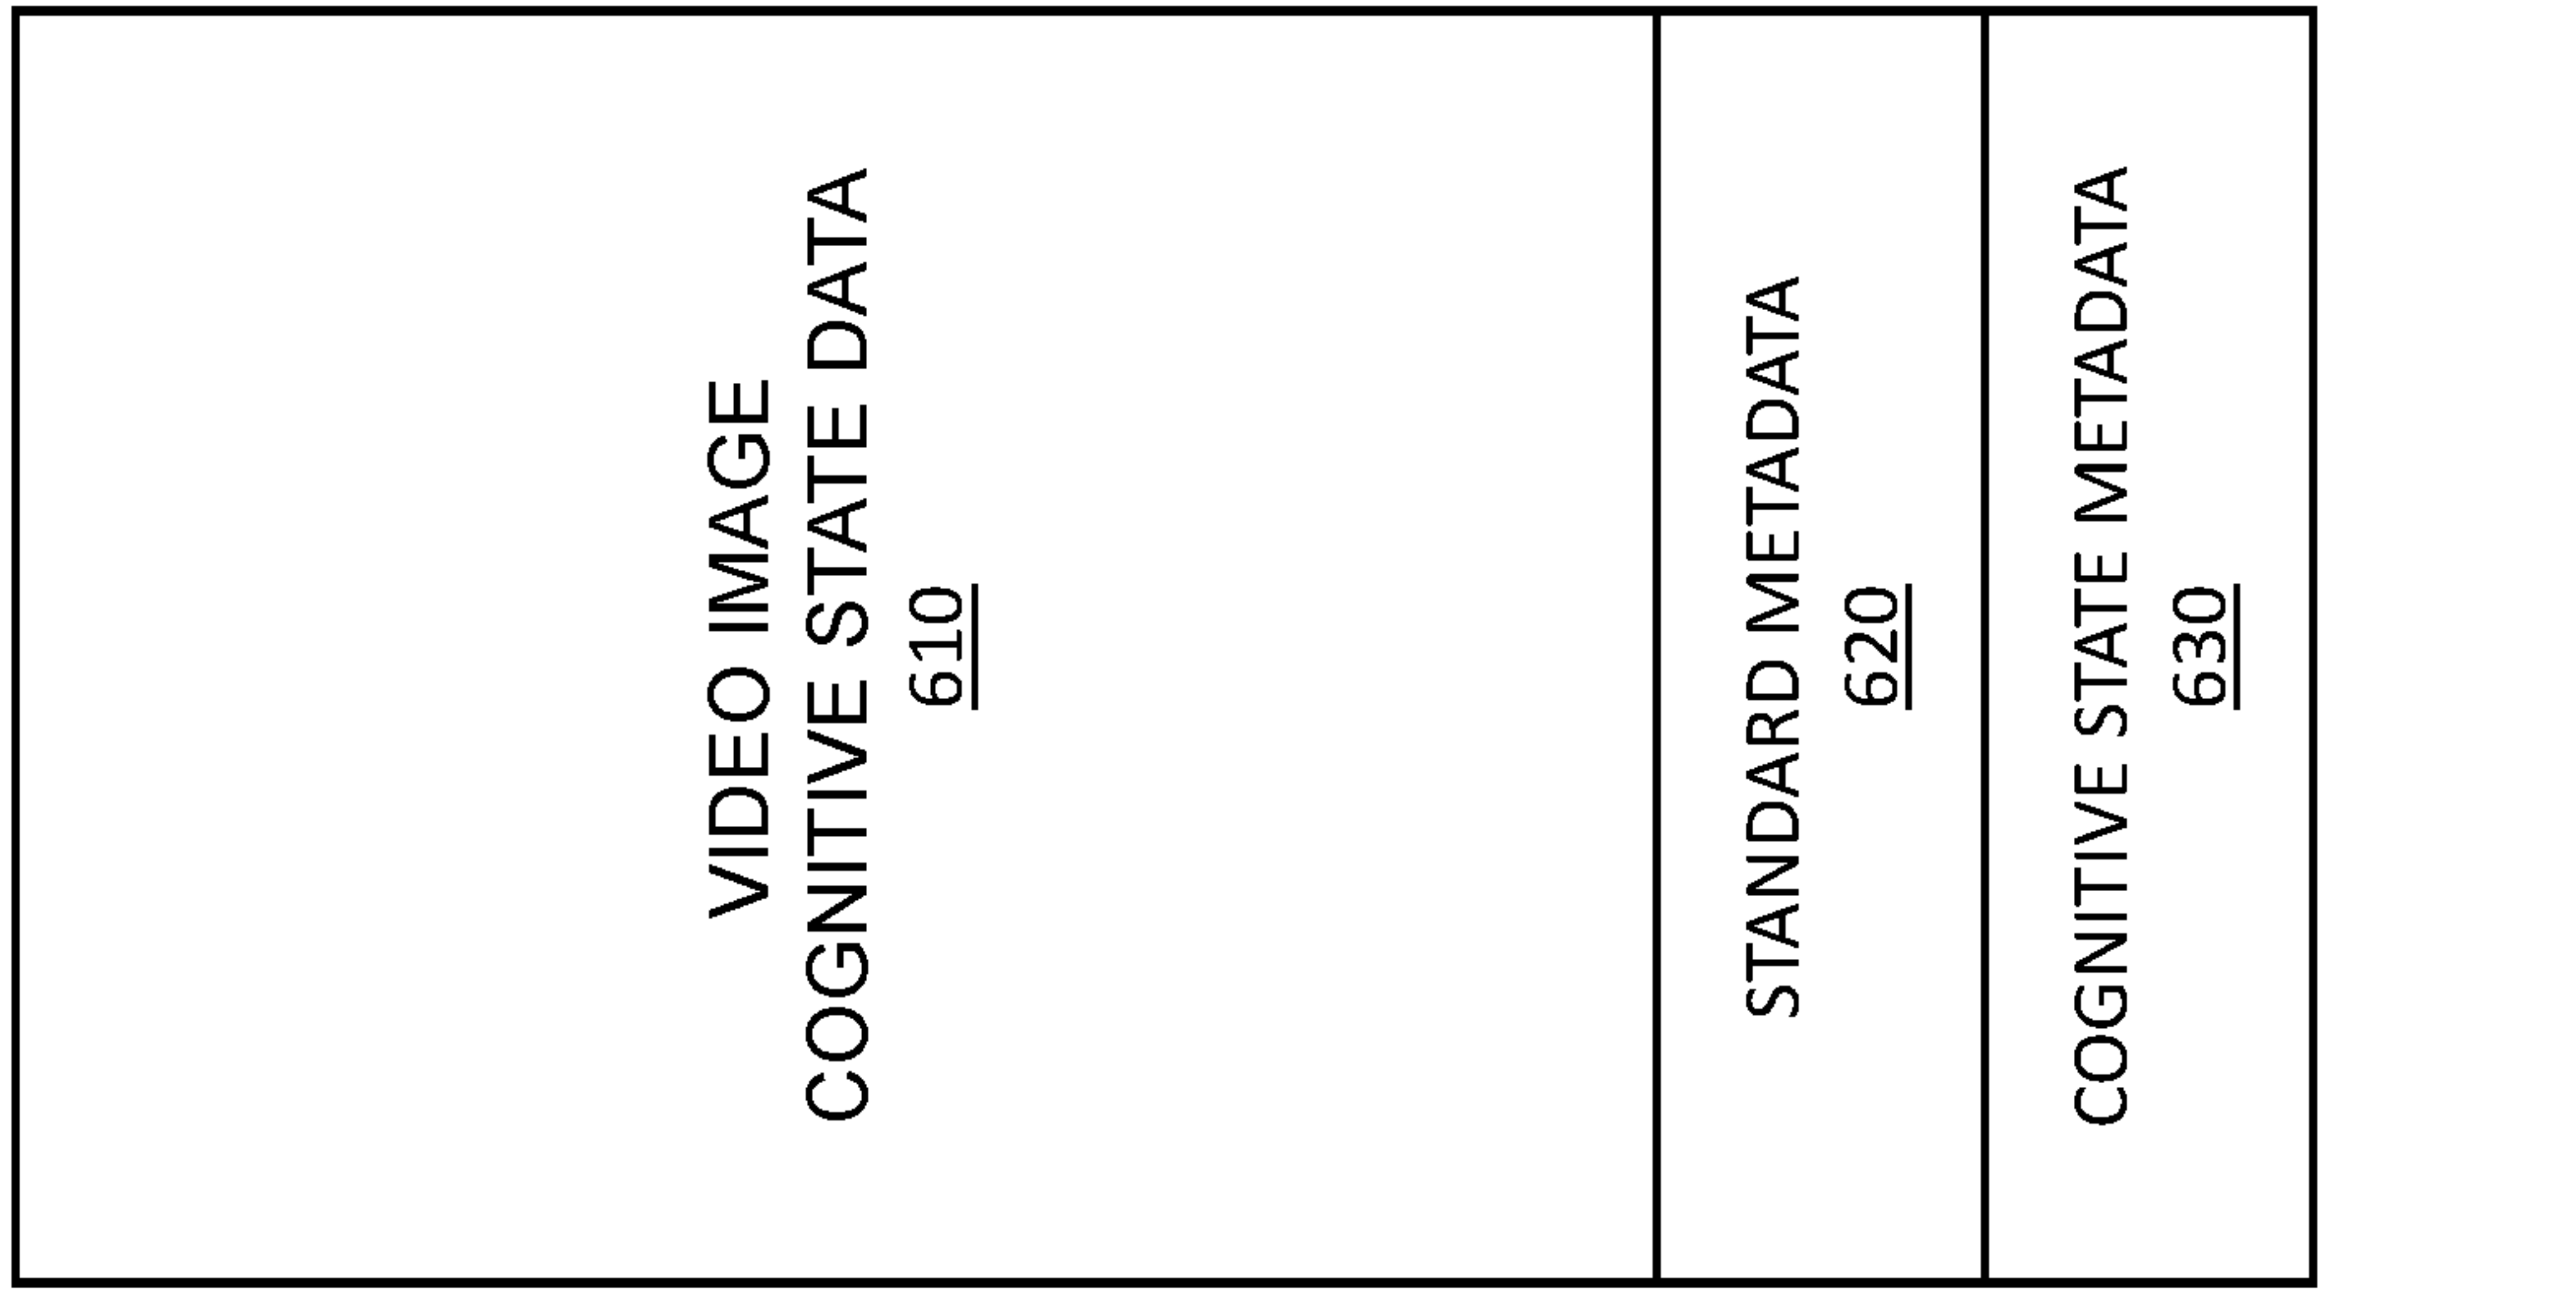 VIDEO IMAGE
COGNITIVE STATE DATA
610
STANDARD METADATA
620
COGNITIVE STATE METADATA
630